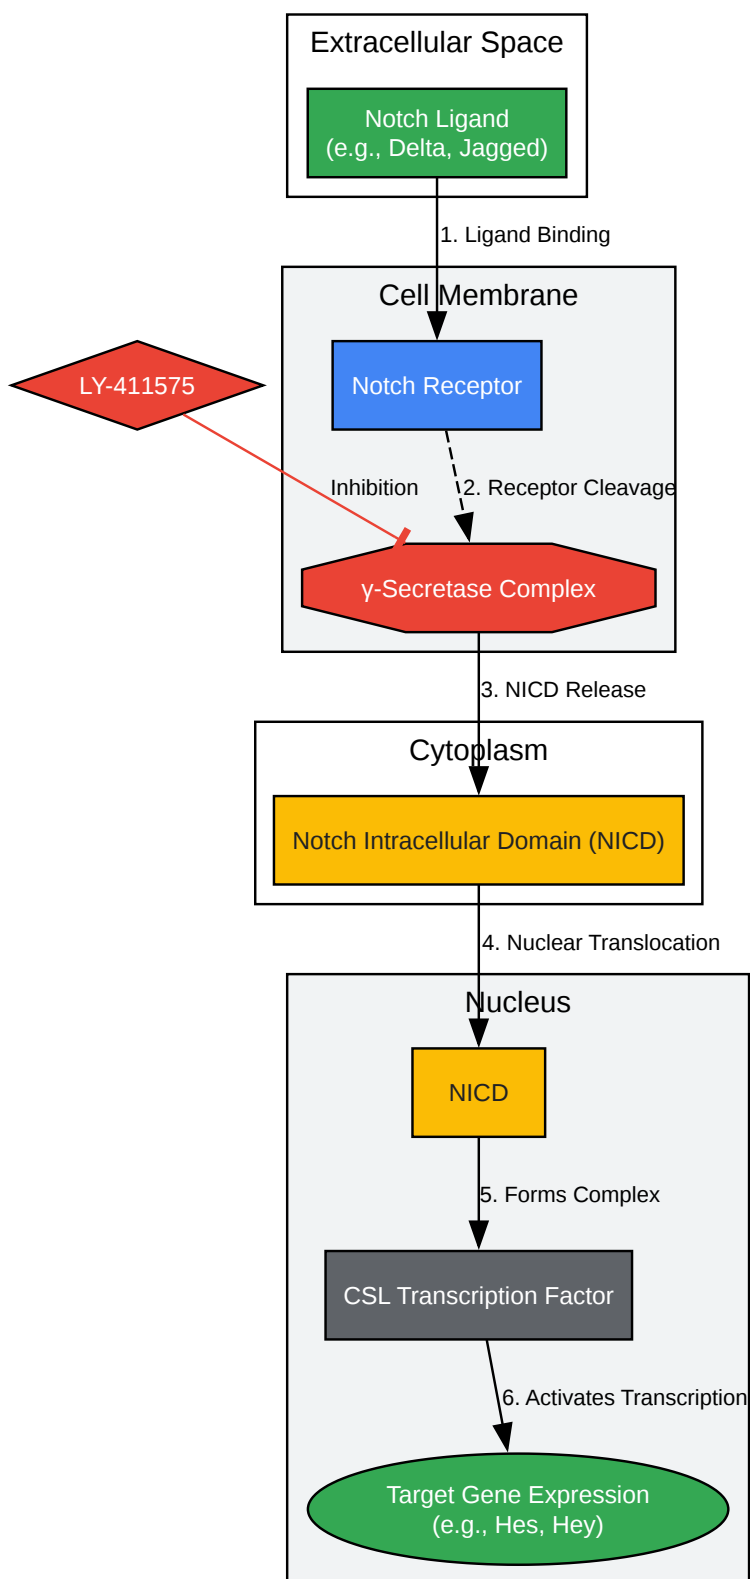 Extracellular Space
Notch Ligand
(e.g., Delta, Jagged)
1. Ligand Binding
Cell Membrane
LY-411575
Notch Receptor
Inhibition
2. Receptor Cleavage
γ-Secretase Complex
3. NICD Release
Cytoplasm
Notch Intracellular Domain (NICD)
4. Nuclear Translocation
Nucleus
NICD
5. Forms Complex
CSL Transcription Factor
6. Activates Transcription
Target Gene Expression
(e.g., Hes, Hey)